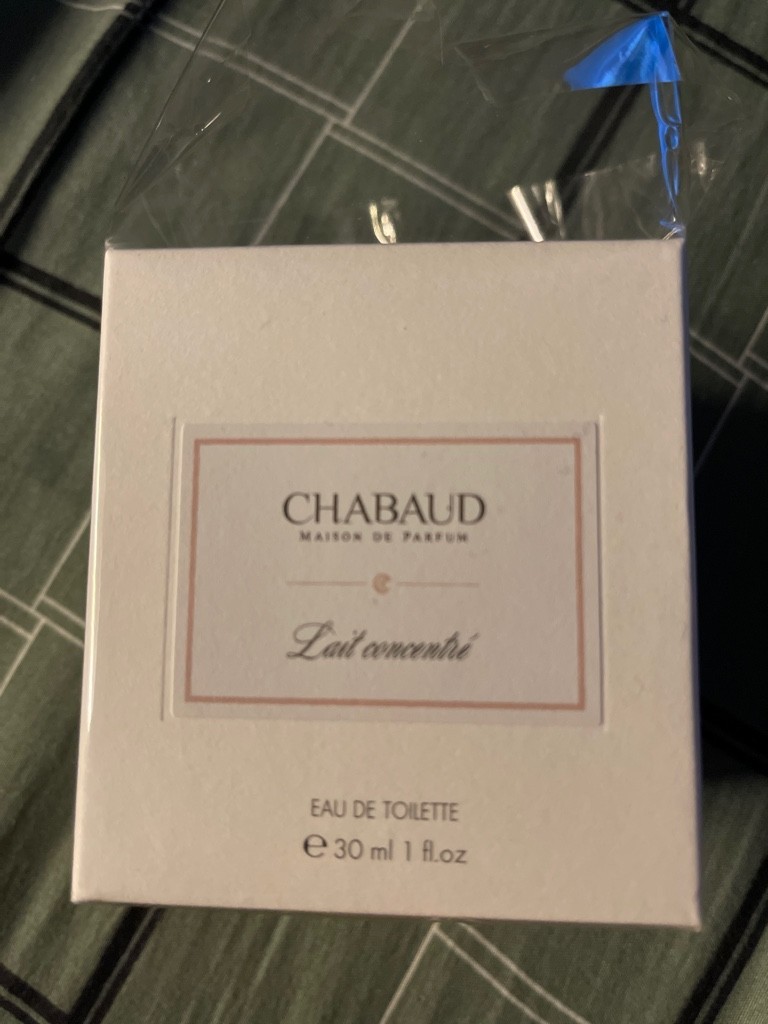 CHABAUD
MAISON DE PARFUM
Lait concentré
EAU DE TOILETTE
℮ 30 ml 1 fl.oz